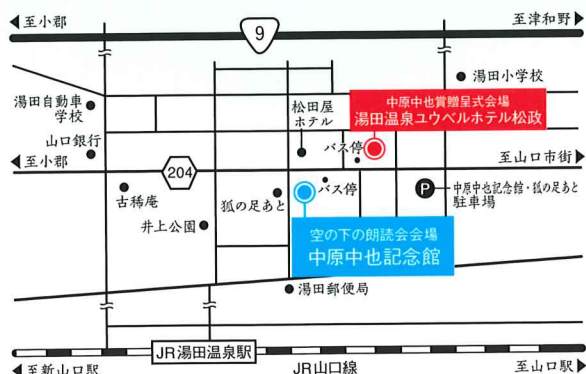 至小郡
至津和野
9
湯田小学校
湯田自動車
学校
松田屋
ホテル
中原中也賞贈呈式会場
湯田温泉ユウベルホテル松政
山口銀行
バス停
至小郡
204
至山口市街
古稀庵
狐の足あと
バス停
P
中原中也記念館・狐の足あと
駐車場
井上公園
空の下の朗読会会場
中原中也記念館
湯田郵便局
JR湯田温泉駅
至新山口駅
JR山口線
至山口駅